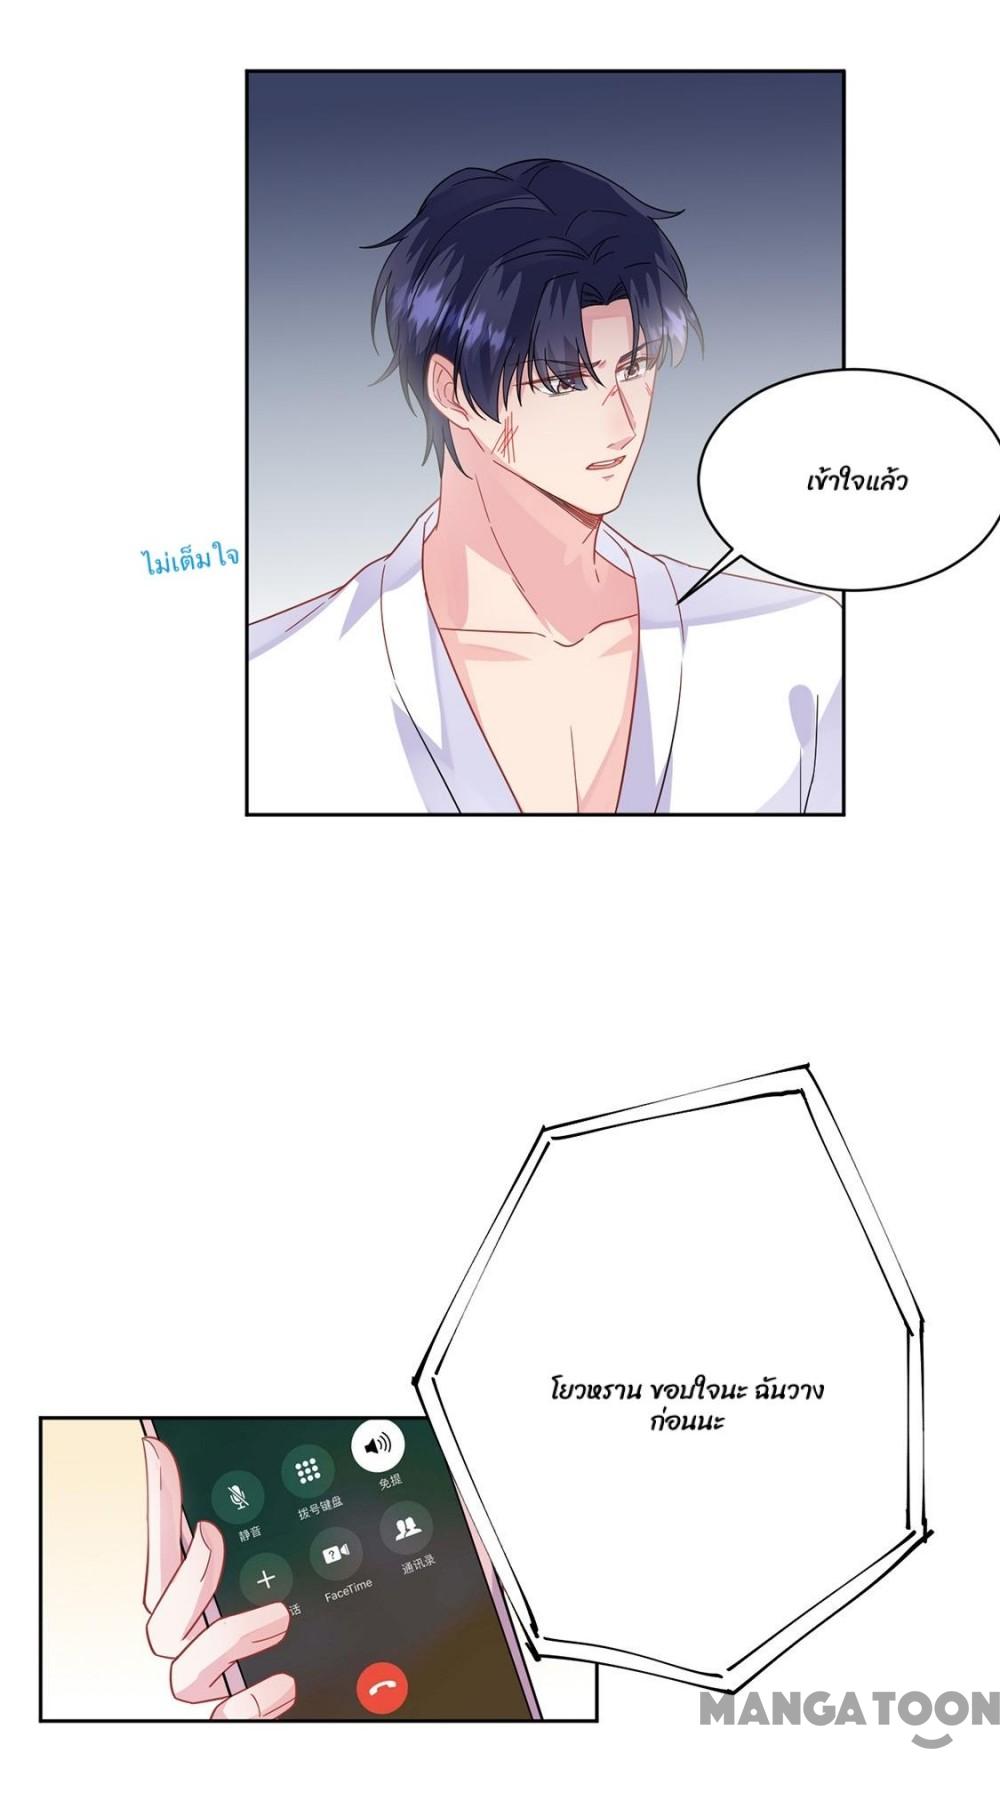 เข้าใจแล้ว
ไม่เต็มใจ
โยวหราน ขอบใจนะ ฉันวาง
ก่อนนะ
静音
拨号键盘
免提
话
FaceTime
通讯录
MANGATOON